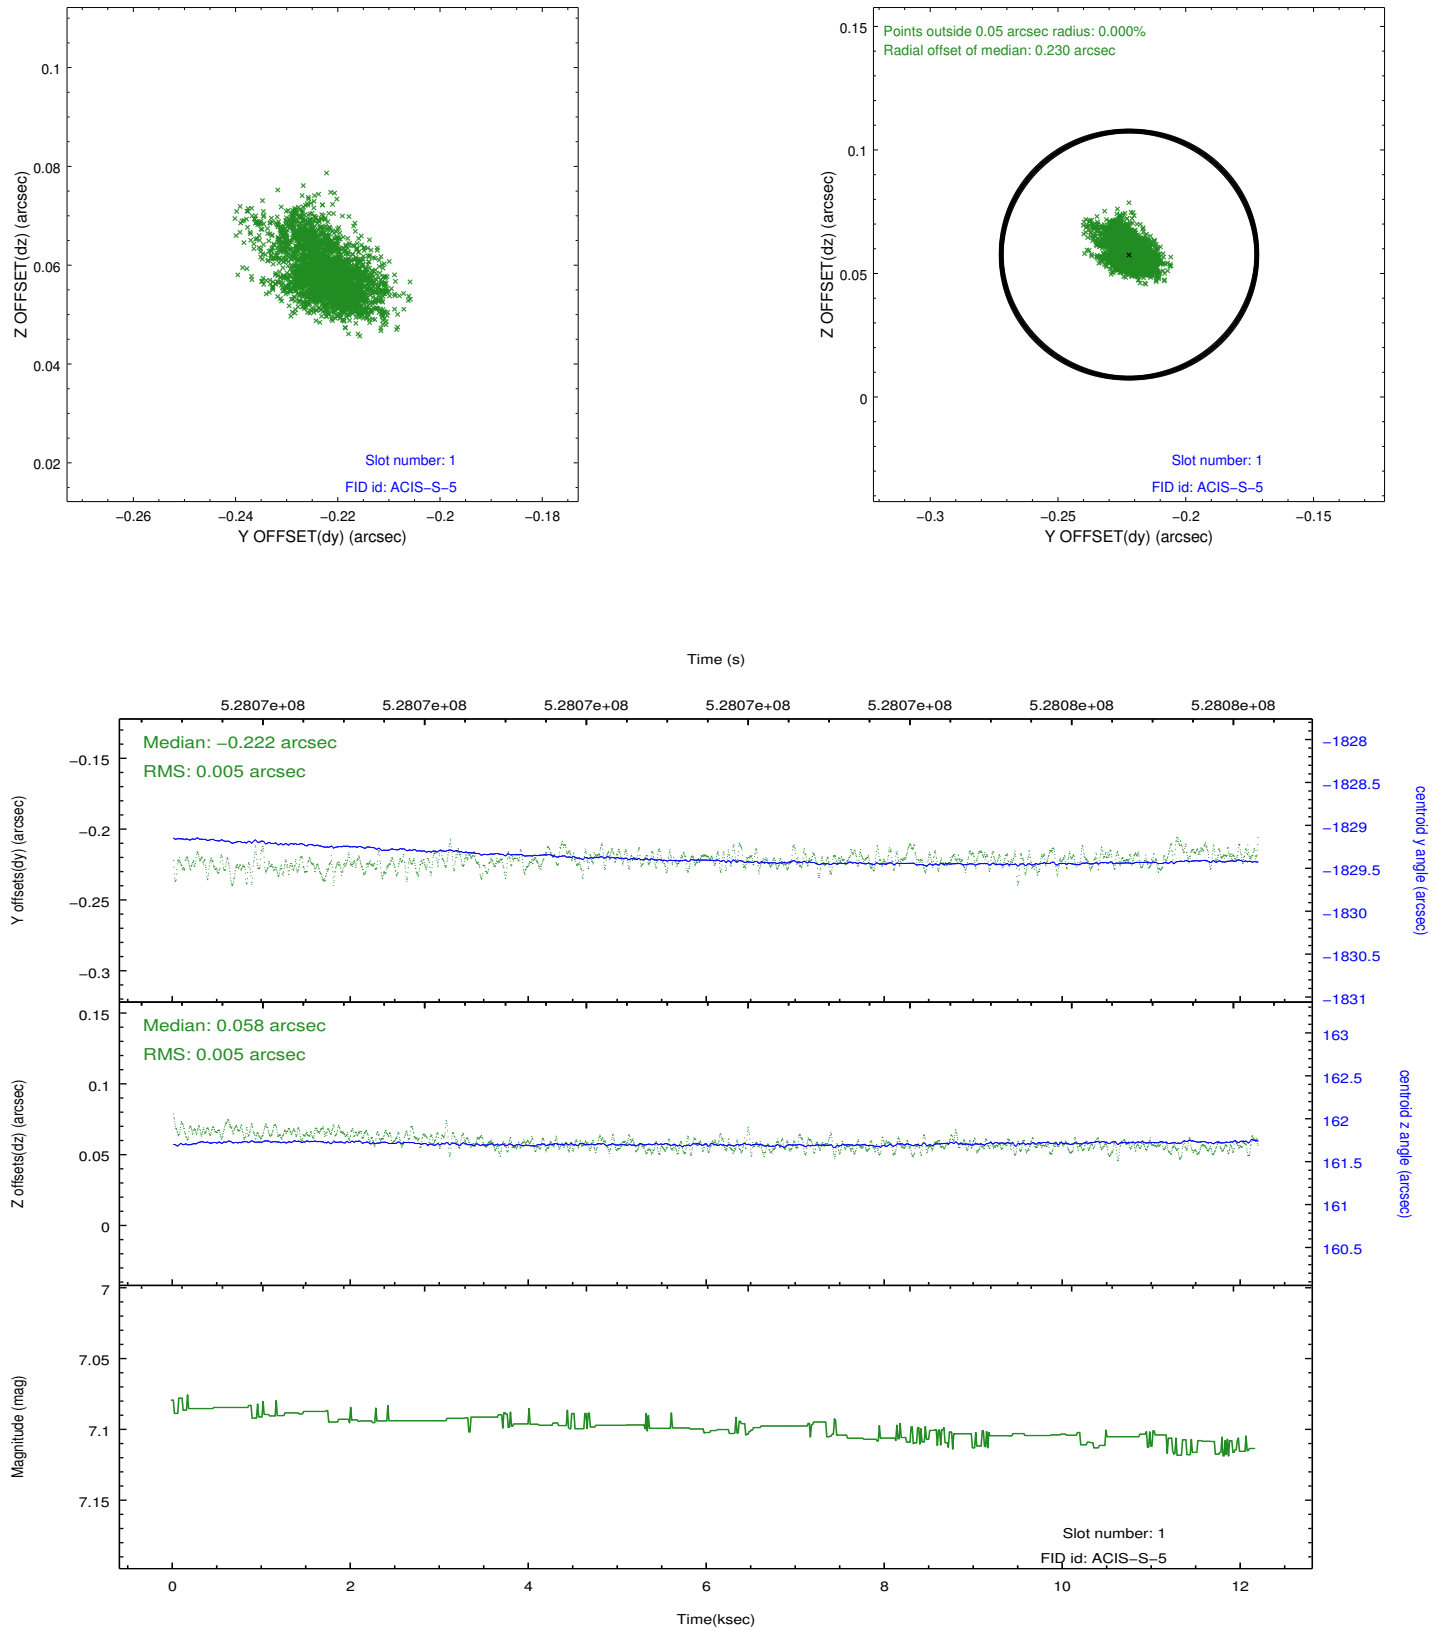 0.1
0.08
0.06
0.04
0.02
Z OFFSET(dz) (arcsec)
Slot number: 1
FID id: ACIS−S−5
−0.26 −0.24 −0.22 −0.2 −0.18
Y OFFSET(dy) (arcsec)
Points outside 0.05 arcsec radius: 0.000%
Radial offset of median: 0.230 arcsec
0.15
0.1
0.05
0
Z OFFSET(dz) (arcsec)
Slot number: 1
FID id: ACIS−S−5
−0.3 −0.25 −0.2 −0.15
Y OFFSET(dy) (arcsec)
Time (s)
5.2807e+08 5.2807e+08 5.2807e+08 5.2807e+08 5.2807e+08 5.2808e+08 5.2808e+08
Median: −0.222 arcsec
RMS: 0.005 arcsec
−0.15
−0.2
−0.25
−0.3
Y offsets(dy) (arcsec)
−1828
−1828.5
−1829
−1829.5
−1830
−1830.5
−1831
centroid y angle (arcsec)
Median: 0.058 arcsec
RMS: 0.005 arcsec
0.15
0.1
0.05
0
Z offsets(dz) (arcsec)
163
162.5
162
161.5
161
160.5
centroid z angle (arcsec)
7
7.05
7.1
7.15
Magnitude (mag)
Slot number: 1
FID id: ACIS−S−5
0 2 4 6 8 10 12
Time(ksec)